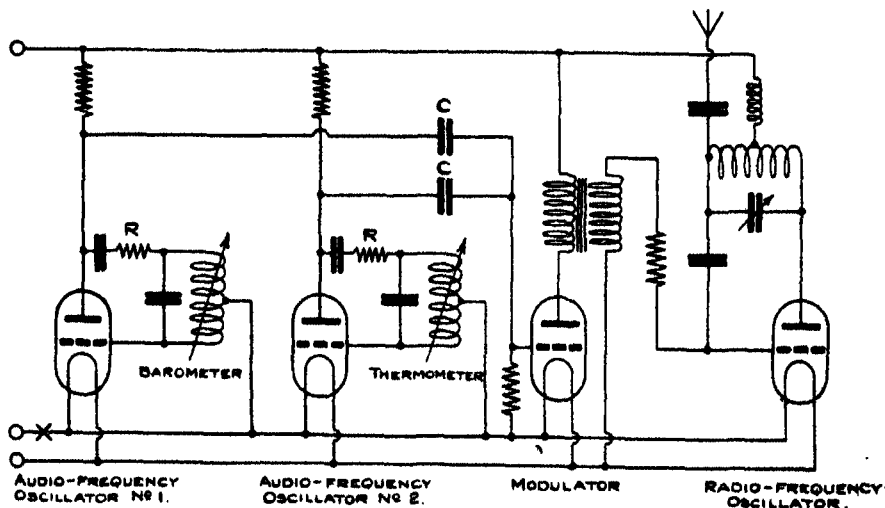 C
C
R
R
BAROMETER
THERMOMETER
AUDIO-FREQUENCY
OSCILLATOR Nº 1.
AUDIO-FREQUENCY
OSCILLATOR Nº 2.
MODULATOR
RADIO-FREQUENCY
OSCILLATOR.